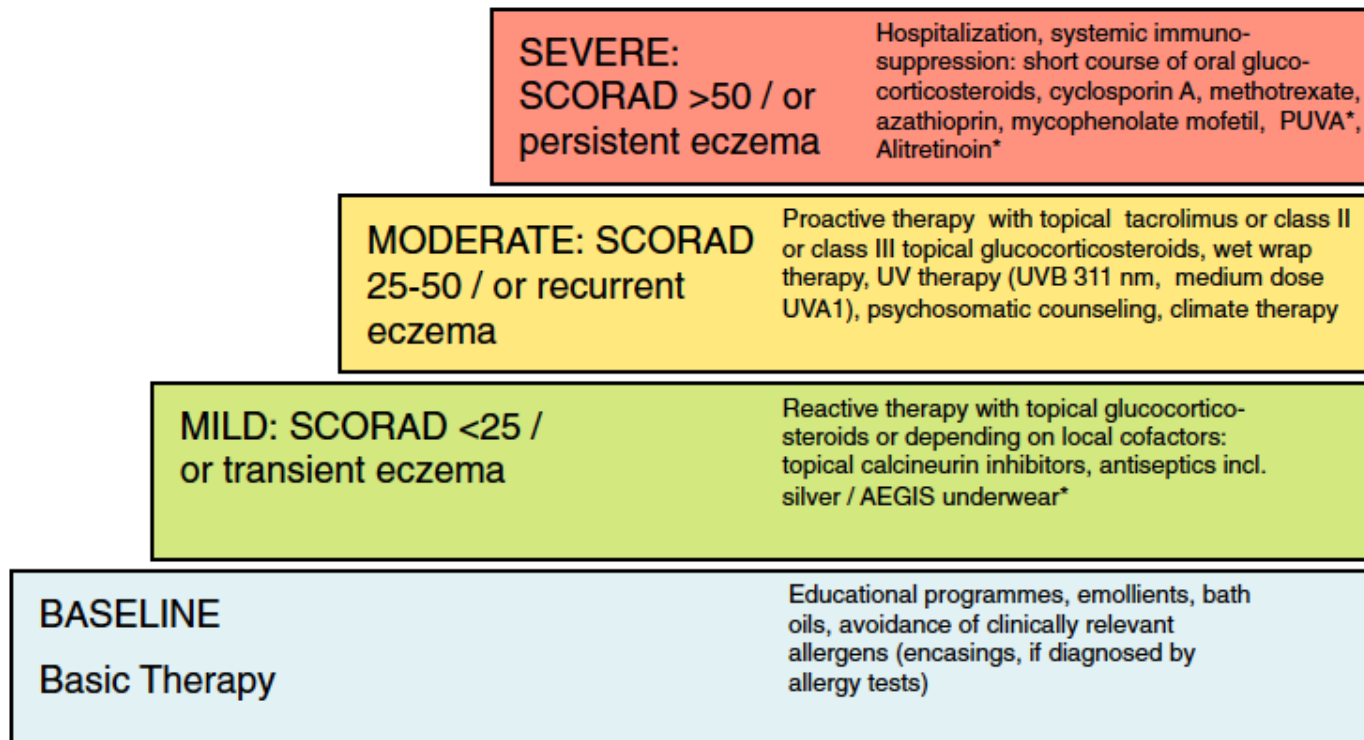 SEVERE:
SCORAD >50 / or
persistent eczema
Hospitalization, systemic immuno-
suppression: short course of oral gluco-
corticosteroids, cyclosporin A, methotrexate,
azathioprin, mycophenolate mofetil, PUVA*,
Alitretinoin*
MODERATE: SCORAD
25-50 / or recurrent
eczema
Proactive therapy with topical tacrolimus or class II
or class III topical glucocorticosteroids, wet wrap
therapy, UV therapy (UVB 311 nm, medium dose
UVA1), psychosomatic counseling, climate therapy
MILD: SCORAD <25 /
or transient eczema
Reactive therapy with topical glucocortico-
steroids or depending on local cofactors:
topical calcineurin inhibitors, antiseptics incl.
silver / AEGIS underwear*
BASELINE
Basic Therapy
Educational programmes, emollients, bath
oils, avoidance of clinically relevant
allergens (encasings, if diagnosed by
allergy tests)